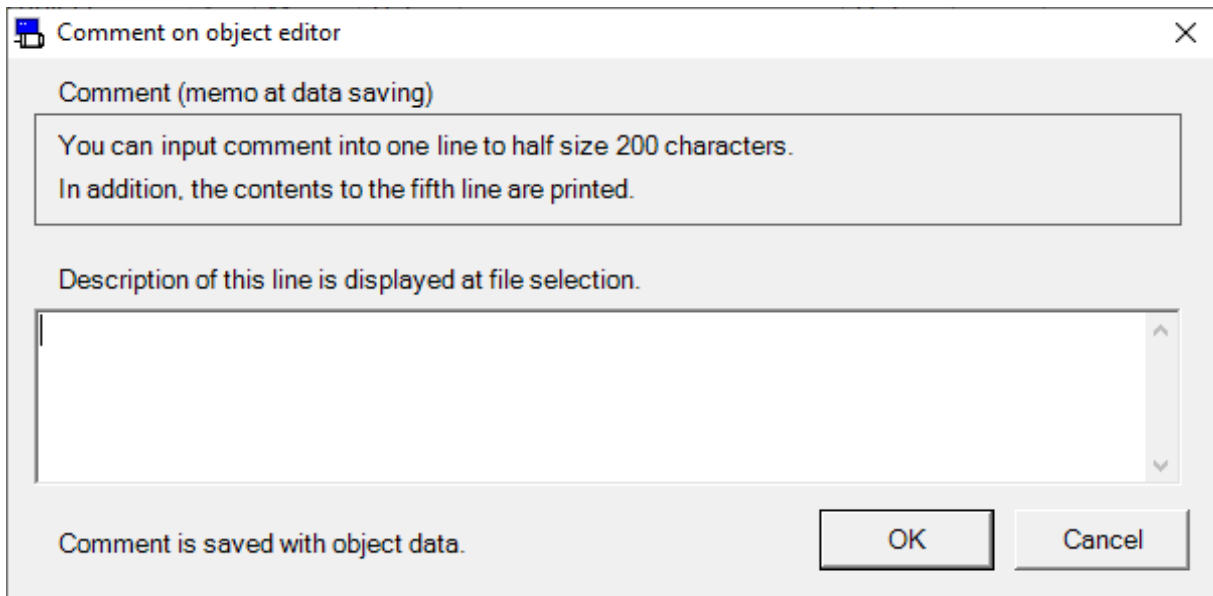 Comment on object editor
Comment (memo at data saving)
You can input comment into one line to half size 200 characters.
In addition, the contents to the fifth line are printed.
Description of this line is displayed at file selection.
Comment is saved with object data.
OK
Cancel